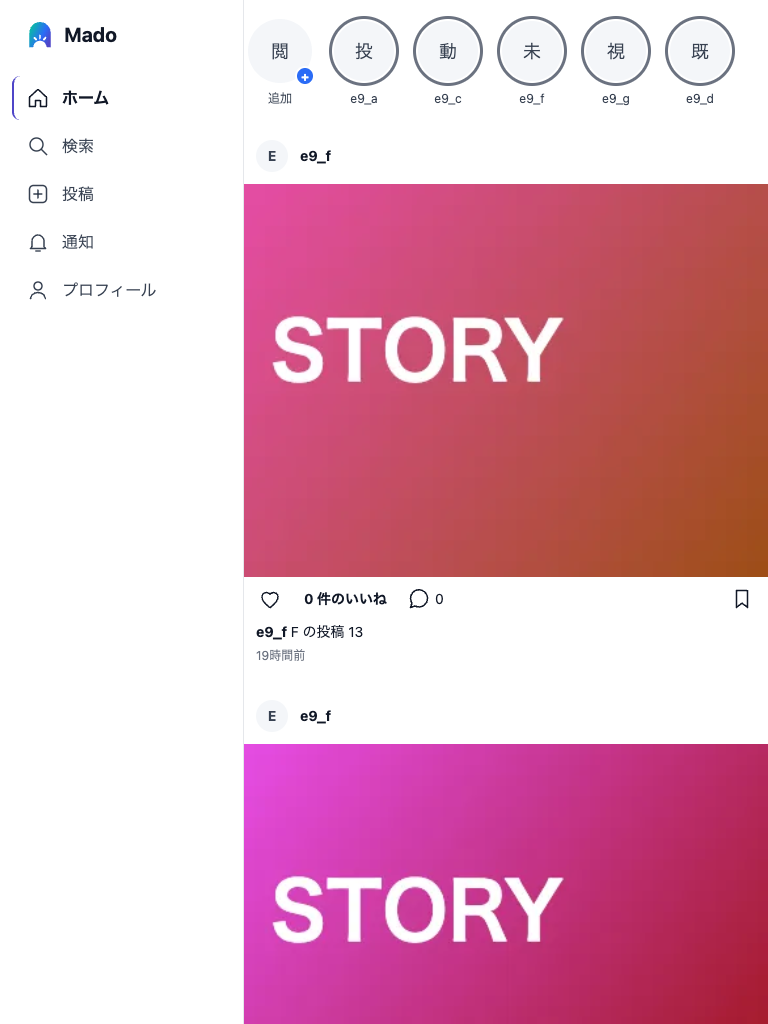 Mado
ホーム
検索
投稿
通知
プロフィール
閲 投 動 未 視 既
追加 e9_a e9_c e9_f e9_g e9_d
E e9_f
STORY
0 件のいいね 0
e9_f F の投稿 13
19時間前
E e9_f
STORY